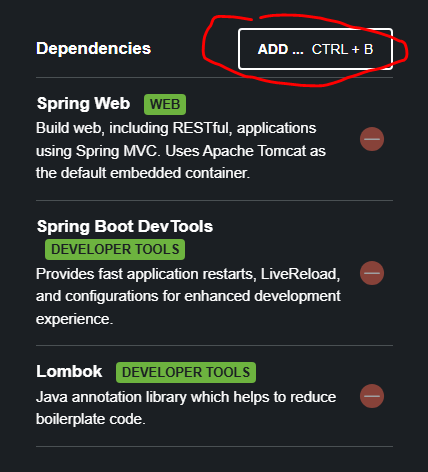 Dependencies ADD ... CTRL + B
Spring Web WEB
Build web, including RESTful, applications
using Spring MVC. Uses Apache Tomcat as
the default embedded container.
Spring Boot DevTools
DEVELOPER TOOLS
Provides fast application restarts, LiveReload,
and configurations for enhanced development
experience.
Lombok DEVELOPER TOOLS
Java annotation library which helps to reduce
boilerplate code.